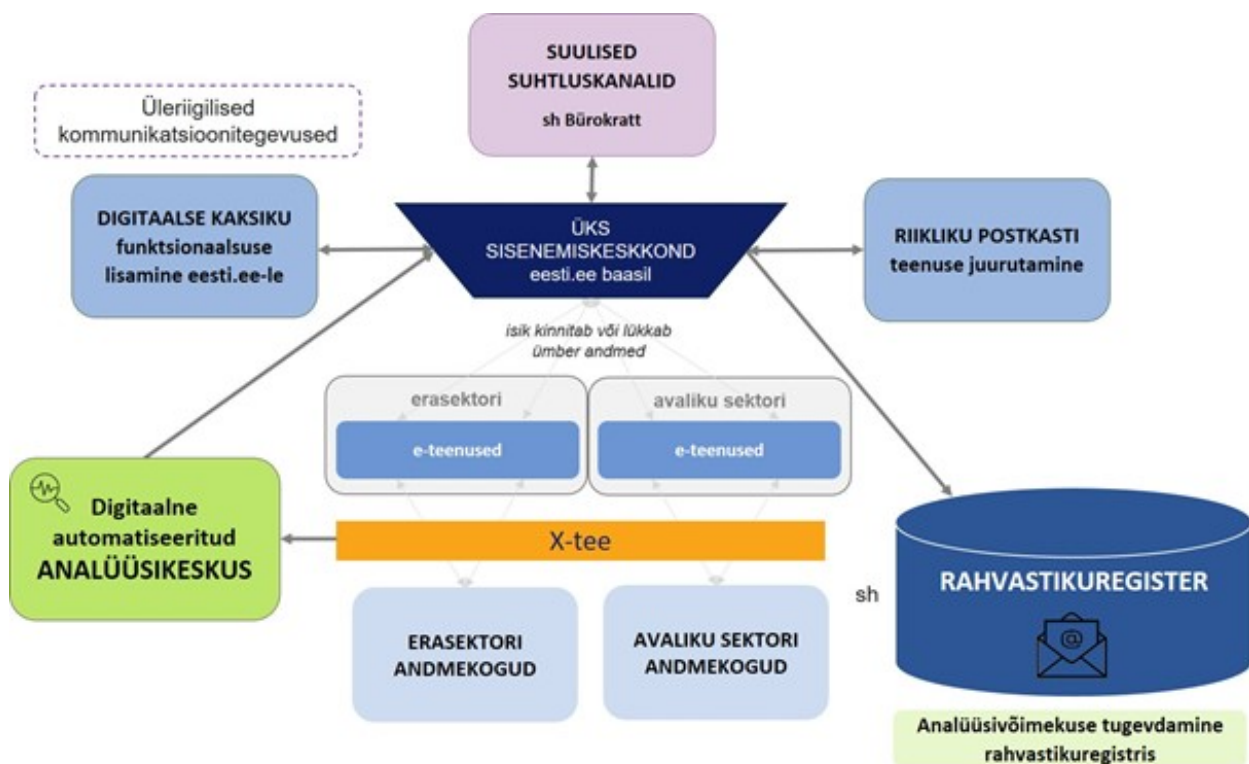 SUULISED
SUHTLUSKANALID
sh Bürokratt
Üleriigilised
kommunikatsioonitegevused
DIGITAALSE KAKSIKU
funktsionaalsuse
lisamine eesti.ee-le
ÜKS
SISENEMISKESKKOND
eesti.ee baasil
RIIKLIKU POSTKASTI
teenuse juurutamine
isik kinnitab või lükkab
ümber andmed
erasektori
avaliku sektori
e-teenused
e-teenused
Digitaalne
automatiseeritud
ANALÜÜSIKESKUS
X-tee
sh
RAHVASTIKUREGISTER
@
ERASEKTORI
ANDMEKOGUD
AVALIKU SEKTORI
ANDMEKOGUD
Analüüsivõimekuse tugevdamine
rahvastikuregistris